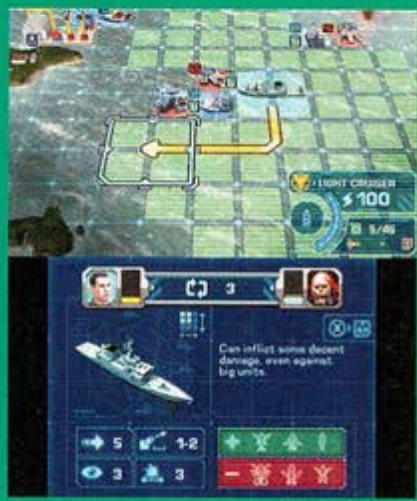 LIGHT CRUISER
100
5/45
3
Can inflict some decent
damage, even against
big units.
5
1-2
3
3